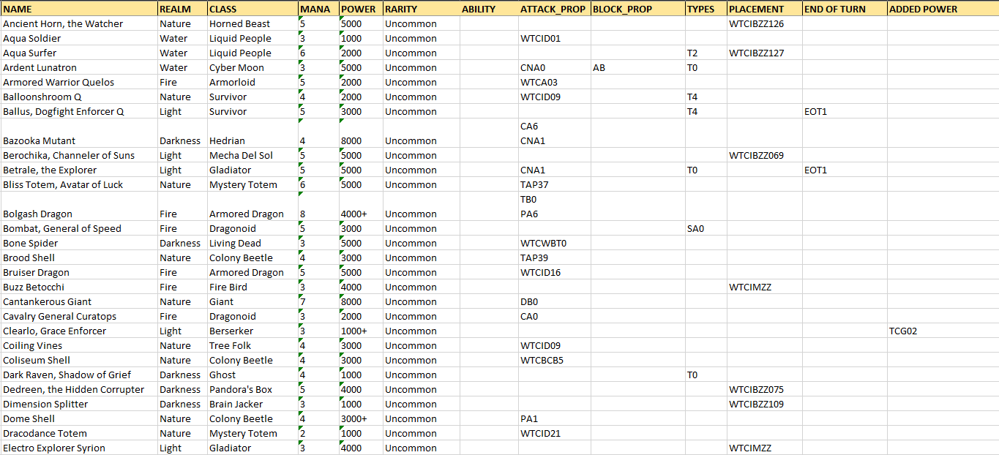 NAME REALM CLASS MANA POWER RARITY ABILITY ATTACK_PROP BLOCK_PROP TYPES PLACEMENT END OF TURN ADDED POWER
Ancient Horn, the Watcher Nature Horned Beast 5 5000 Uncommon WTCIBZZ126
Aqua Soldier Water Liquid People 3 1000 Uncommon WTCID01
Aqua Surfer Water Liquid People 6 2000 Uncommon T2 WTCIBZZ127
Ardent Lunatron Water Cyber Moon 3 5000 Uncommon CNA0 AB T0
Armored Warrior Quelos Fire Armorloid 5 2000 Uncommon WTCA03
Balloonshroom Q Nature Survivor 4 2000 Uncommon WTCID09 T4
Ballus, Dogfight Enforcer Q Light Survivor 5 3000 Uncommon T4 EOT1
CA6
Bazooka Mutant Darkness Hedrian 4 8000 Uncommon CNA1
Berochika, Channeler of Suns Light Mecha Del Sol 5 5000 Uncommon WTCIBZZ069
Betrale, the Explorer Light Gladiator 5 5000 Uncommon CNA1 T0 EOT1
Bliss Totem, Avatar of Luck Nature Mystery Totem 6 5000 Uncommon TAP37
TB0
Bolgash Dragon Fire Armored Dragon 8 4000+ Uncommon PA6
Bombat, General of Speed Fire Dragonoid 5 3000 Uncommon SA0
Bone Spider Darkness Living Dead 3 5000 Uncommon WTCWBT0
Brood Shell Nature Colony Beetle 4 3000 Uncommon TAP39
Bruiser Dragon Fire Armored Dragon 5 5000 Uncommon WTCID16
Buzz Betocchi Fire Fire Bird 3 4000 Uncommon WTCIMZZ
Cantankerous Giant Nature Giant 7 8000 Uncommon DB0
Cavalry General Curatops Fire Dragonoid 3 2000 Uncommon CA0
Clearlo, Grace Enforcer Light Berserker 3 1000+ Uncommon TCG02
Coiling Vines Nature Tree Folk 4 3000 Uncommon WTCID09
Coliseum Shell Nature Colony Beetle 4 3000 Uncommon WTCBCB5
Dark Raven, Shadow of Grief Darkness Ghost 4 1000 Uncommon T0
Dedreen, the Hidden Corrupter Darkness Pandora's Box 5 4000 Uncommon WTCIBZZ075
Dimension Splitter Darkness Brain Jacker 3 1000 Uncommon WTCIBZZ109
Dome Shell Nature Colony Beetle 4 3000+ Uncommon PA1
Dracodance Totem Nature Mystery Totem 2 1000 Uncommon WTCID21
Electro Explorer Syrion Light Gladiator 3 4000 Uncommon WTCIMZZ